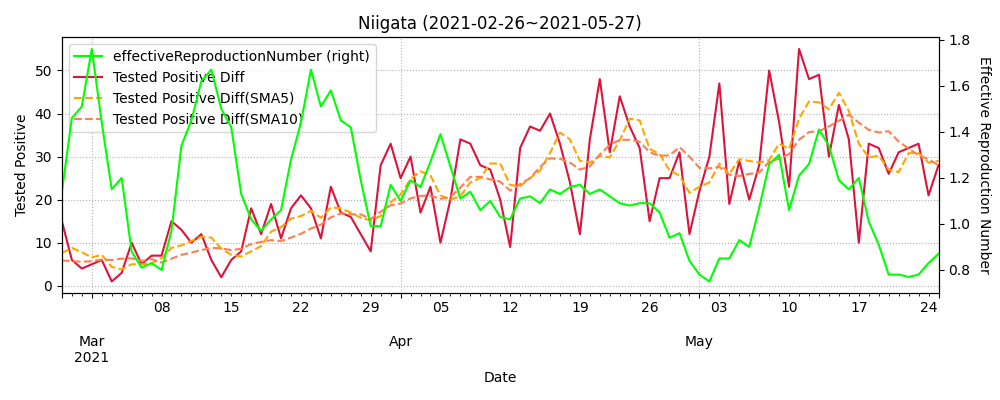 Niigata (2021-02-26~2021-05-27)
effectiveReproductionNumber (right)
Tested Positive Diff
Tested Positive Diff(SMA5)
Tested Positive Diff(SMA10)
Tested Positive
50
40
30
20
10
0
1.8
1.6
1.4
1.2
1.0
0.8
Effective Reproduction Number
08 15 22 29 05 12 19 26 03 10 17 24
Mar Apr May
2021
Date